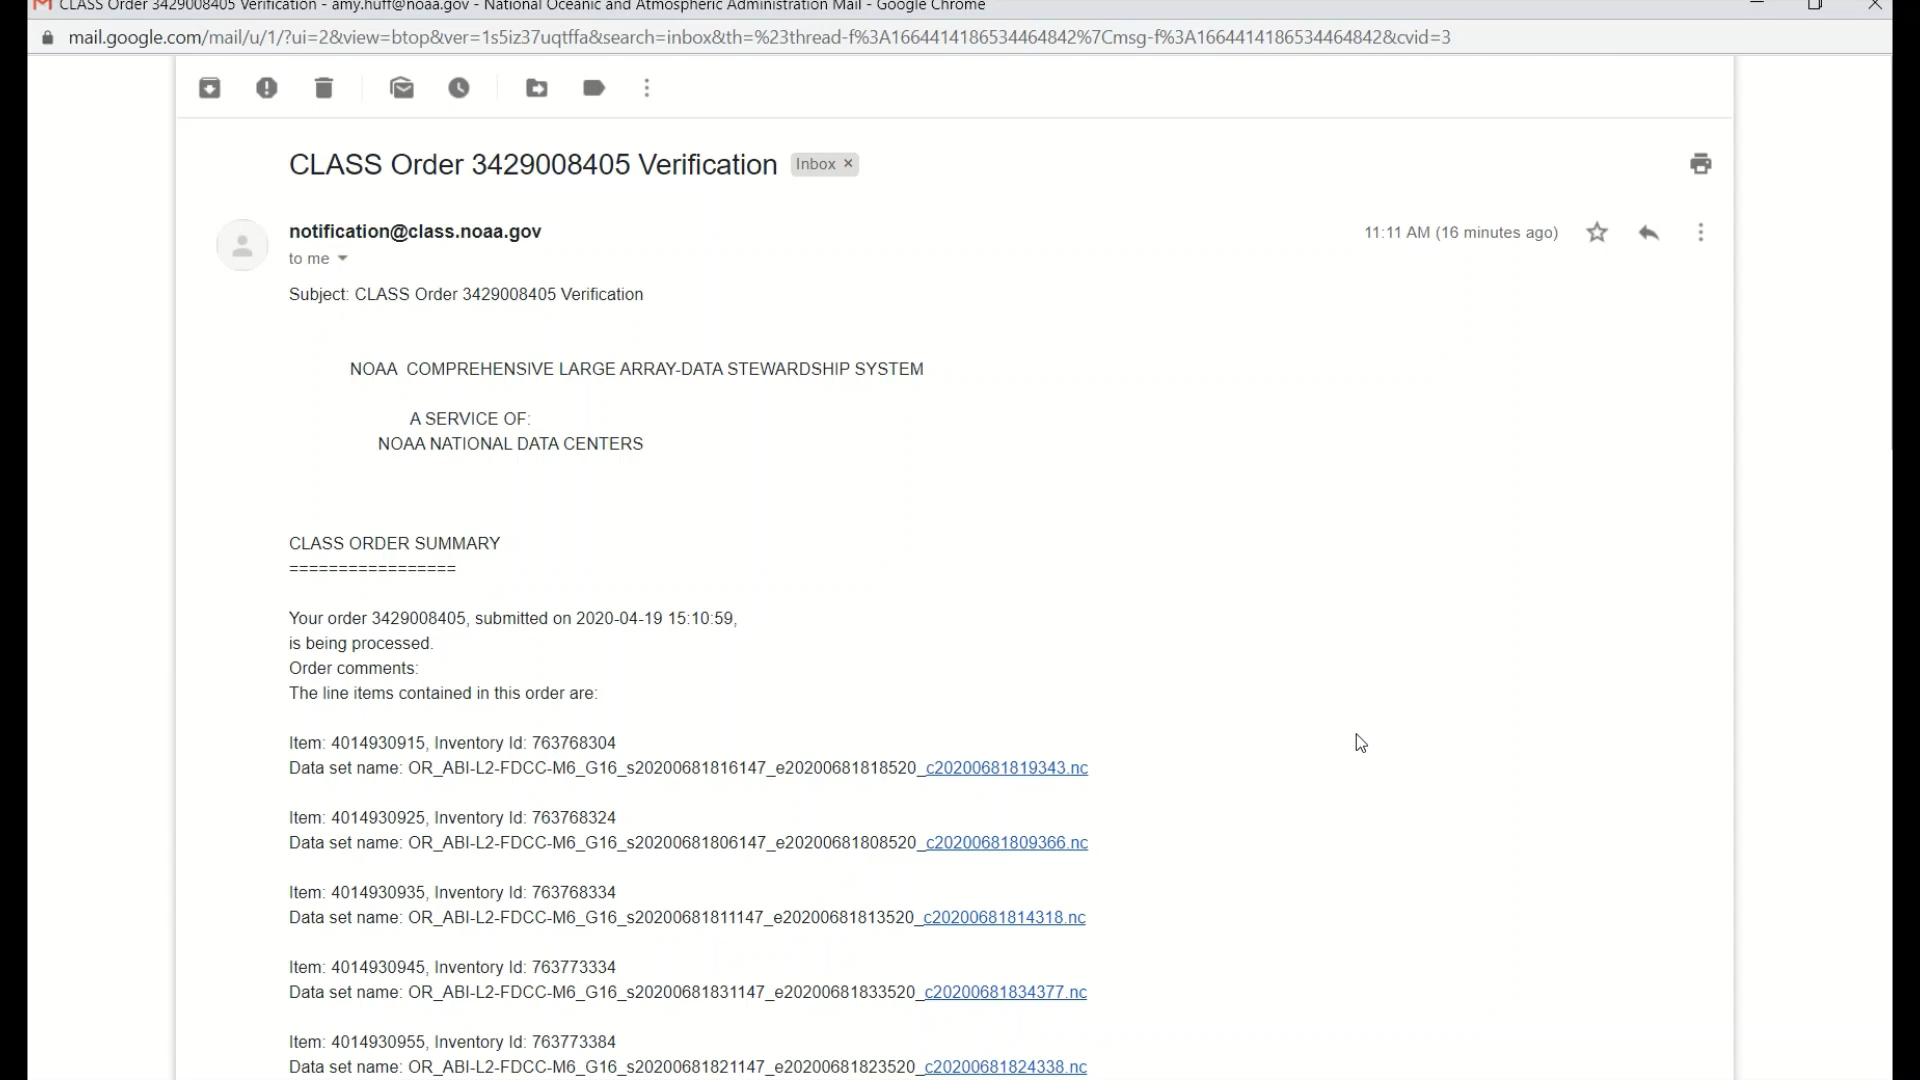 CLASS Order 3429008405 Verification - amy.huff@noaa.gov - National Oceanic and Atmospheric Administration Mail - Google Chrome
mail.google.com/mail/u/1/?ui=2&view=btop&ver=1s5iz37uqtffa&search=inbox&th=%23thread-f%3A1664414186534464842%7Cmsg-f%3A1664414186534464842&cvid=3
CLASS Order 3429008405 Verification Inbox ×
notification@class.noaa.gov 11:11 AM (16 minutes ago)
to me
Subject: CLASS Order 3429008405 Verification
NOAA COMPREHENSIVE LARGE ARRAY-DATA STEWARDSHIP SYSTEM
A SERVICE OF:
NOAA NATIONAL DATA CENTERS
CLASS ORDER SUMMARY
=================
Your order 3429008405, submitted on 2020-04-19 15:10:59,
is being processed.
Order comments:
The line items contained in this order are:
Item: 4014930915, Inventory Id: 763768304
Data set name: OR_ABI-L2-FDCC-M6_G16_s20200681816147_e20200681818520_c20200681819343.nc
Item: 4014930925, Inventory Id: 763768324
Data set name: OR_ABI-L2-FDCC-M6_G16_s20200681806147_e20200681808520_c20200681809366.nc
Item: 4014930935, Inventory Id: 763768334
Data set name: OR_ABI-L2-FDCC-M6_G16_s20200681811147_e20200681813520_c20200681814318.nc
Item: 4014930945, Inventory Id: 763773334
Data set name: OR_ABI-L2-FDCC-M6_G16_s20200681831147_e20200681833520_c20200681834377.nc
Item: 4014930955, Inventory Id: 763773384
Data set name: OR_ABI-L2-FDCC-M6_G16_s20200681821147_e20200681823520_c20200681824338.nc